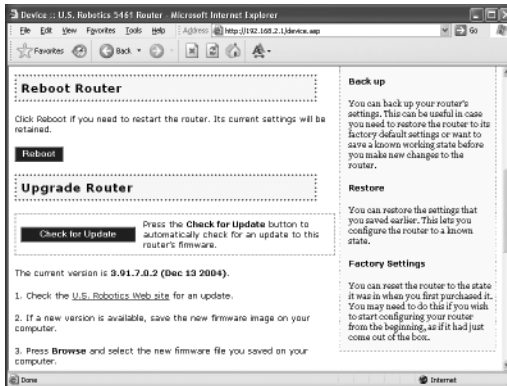 Device :: U.S. Robotics 5461 Router - Microsoft Internet Explorer
File Edit View Favorites Tools Help Address http://192.168.2.1/device.asp Go
Favorites Back
Reboot Router
Click Reboot if you need to restart the router. Its current settings will be
retained.
Reboot
Upgrade Router
Check for Update
Press the Check for Update button to
automatically check for an update to this
router's firmware.
The current version is 3.91.7.0.2 (Dec 13 2004).
1. Check the U.S. Robotics Web site for an update.
2. If a new version is available, save the new firmware image on your
computer.
3. Press Browse and select the new firmware file you saved on your
computer.
Back up
You can back up your router's
settings. This can be useful in case
you need to restore the router to its
factory default settings or want to
save a known working state before
you make new changes to the
router.
Restore
You can restore the settings that
you saved earlier. This lets you
configure the router to a known
state.
Factory Settings
You can reset the router to the state
it was in when you first purchased it.
You may need to do this if you wish
to start configuring your router
from the beginning, as if it had just
come out of the box.
Done Internet